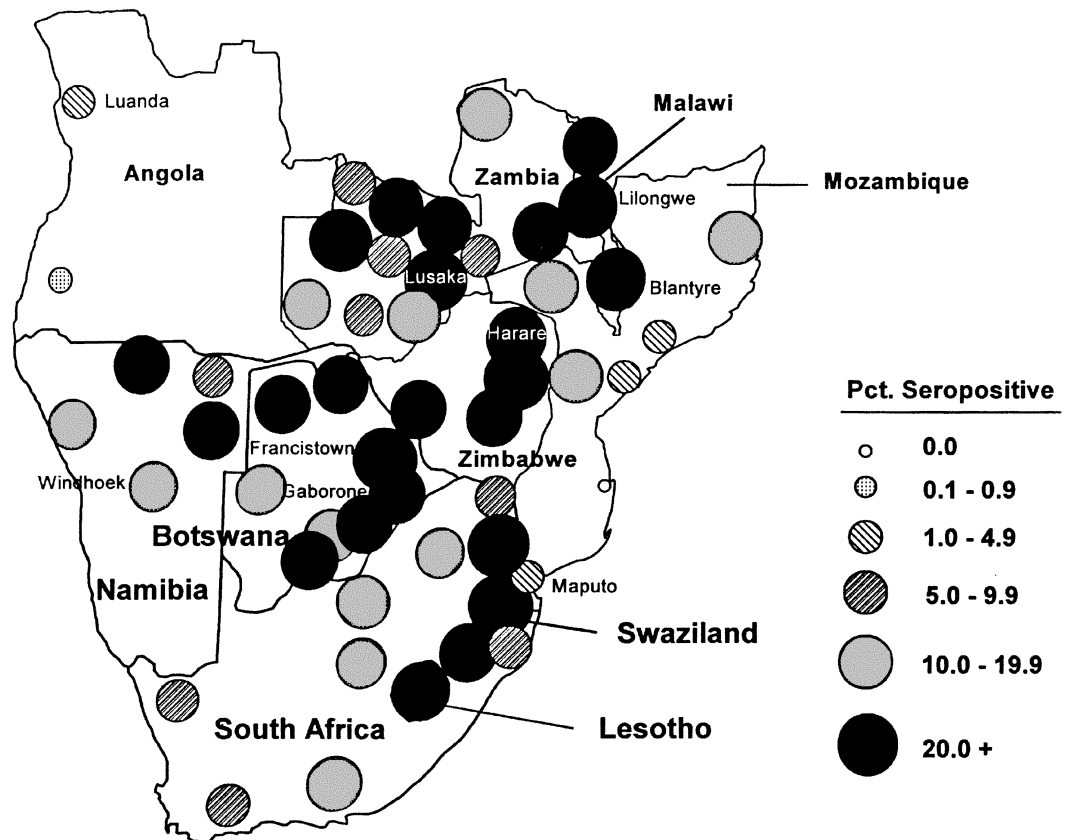 Luanda
Angola
Malawi
Zambia
Mozambique
Lilongwe
Lusaka
Blantyre
Harare
Francistown
Zimbabwe
Windhoek
Gaborone
Botswana
Namibia
Maputo
Swaziland
South Africa
Lesotho
Pct. Seropositive
0.0
0.1 - 0.9
1.0 - 4.9
5.0 - 9.9
10.0 - 19.9
20.0 +